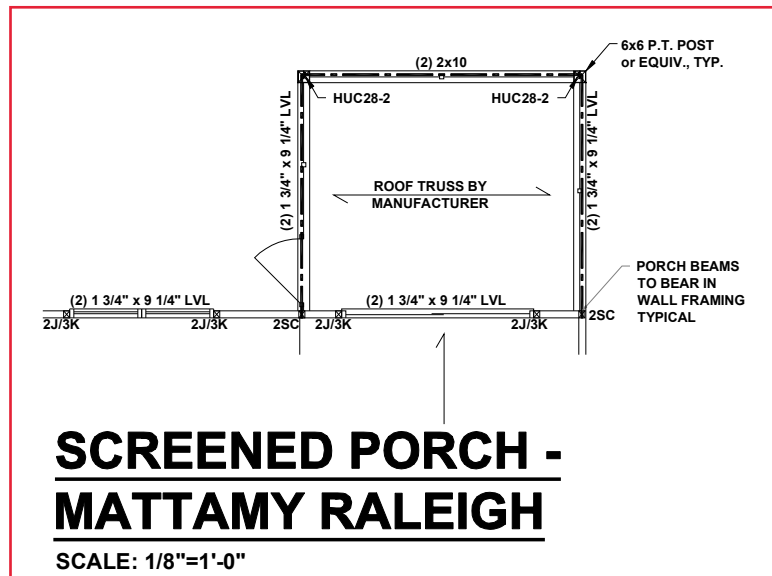 (2) 2x10
6x6 P.T. POST
or EQUIV., TYP.
HUC28-2
HUC28-2
(2) 1 3/4" x 9 1/4" LVL
(2) 1 3/4" x 9 1/4" LVL
ROOF TRUSS BY
MANUFACTURER
PORCH BEAMS
TO BEAR IN
WALL FRAMING
TYPICAL
(2) 1 3/4" x 9 1/4" LVL
(2) 1 3/4" x 9 1/4" LVL
2J/3K
2J/3K
2SC
2J/3K
2J/3K
2SC
SCREENED PORCH -
MATTAMY RALEIGH
SCALE: 1/8"=1'-0"